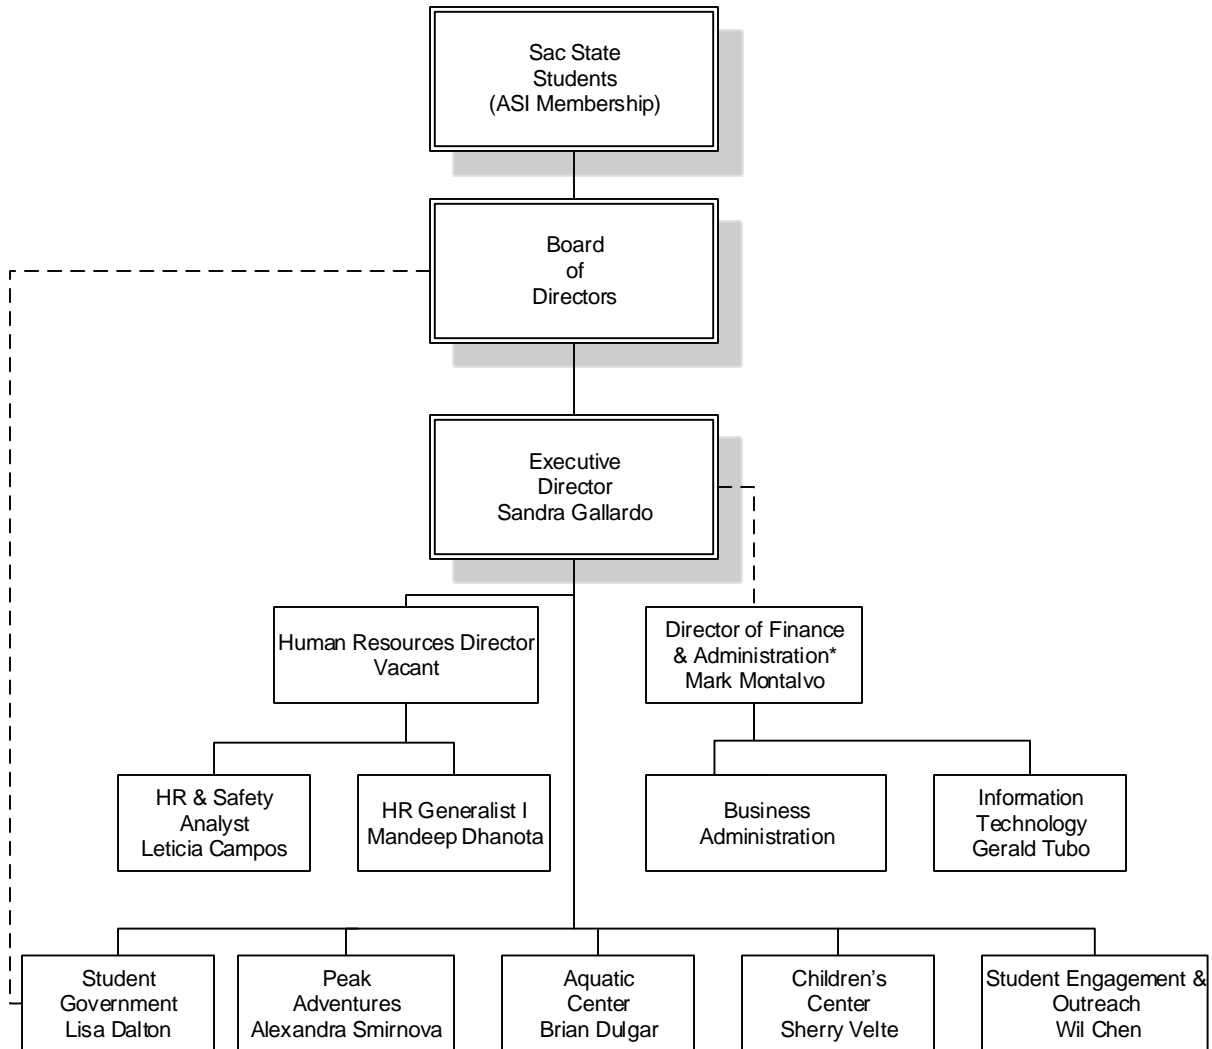 Sac State
Students
(ASI Membership)
Board
of
Directors
Executive
Director
Sandra Gallardo
Human Resources Director
Vacant
Director of Finance
& Administration*
Mark Montalvo
HR & Safety
Analyst
Leticia Campos
HR Generalist I
Mandeep Dhanota
Business
Administration
Information
Technology
Gerald Tubo
Student
Government
Lisa Dalton
Peak
Adventures
Alexandra Smirnova
Aquatic
Center
Brian Dulgar
Children’s
Center
Sherry Velte
Student Engagement &
Outreach
Wil Chen